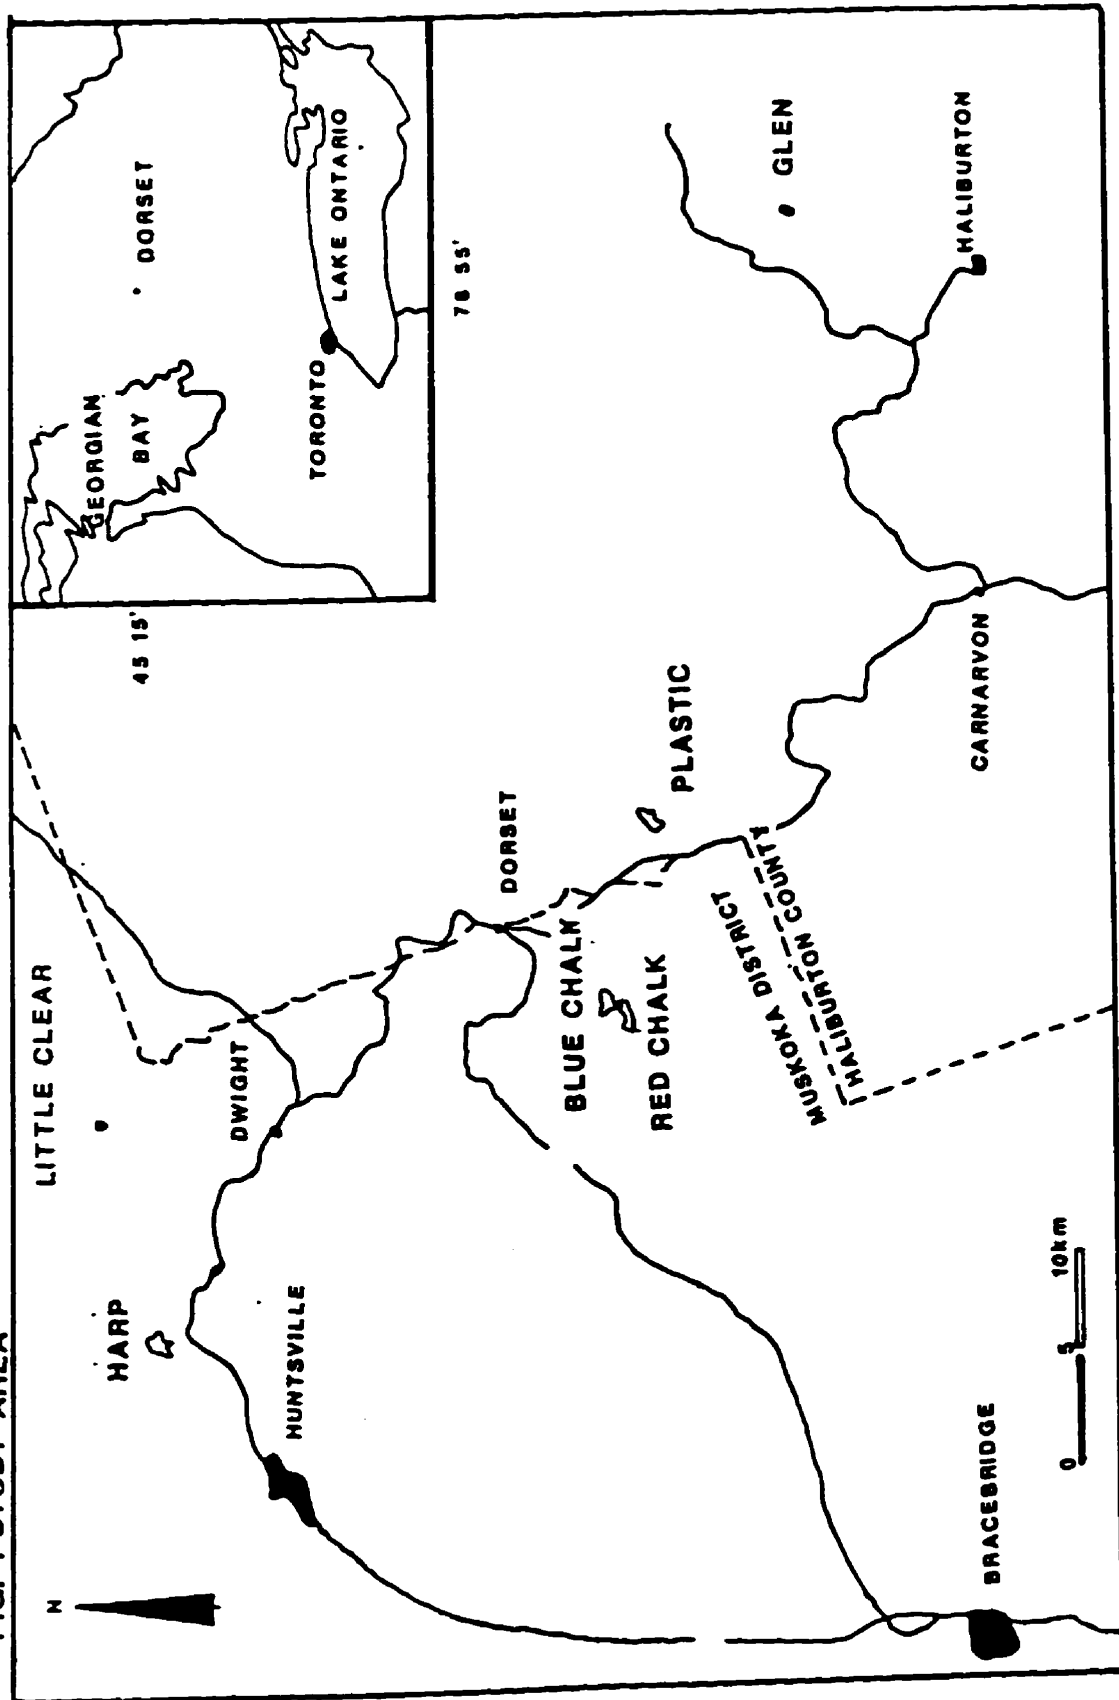 N
LITTLE CLEAR
HARP
HUNTSVILLE
DWIGHT
DORSET
BLUE CHALK
RED CHALK
PLASTIC
MUSKOKA DISTRICT
HALIBURTON COUNTY
BRACEBRIDGE
CARNARVON
HALIBURTON
GLEN
0 5 10km
45 15'
78 55'
GEORGIAN
BAY
DORSET
TORONTO
LAKE ONTARIO